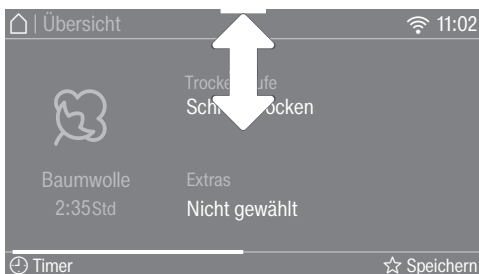 Übersicht
11:02
Baumwolle
2:35Std
Extras
Nicht gewählt
Timer
Speichern